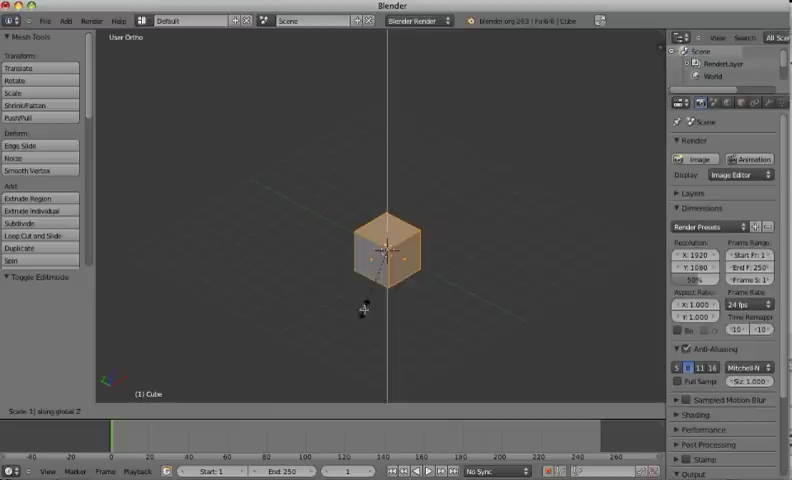 Blender
File Add Render Help Default Scene Blender Render blender.org 263 | Fa:6-6 | Cube
Mesh Tools
User Ortho
View Search All Sce
Transform:
Translate
Rotate
Scale
Shrink/Fatten
Push/Pull
Deform:
Edge Slide
Noise
Smooth Vertex
Add:
Extrude Region
Extrude Individual
Subdivide
Loop Cut and Slide
Duplicate
Spin
Toggle Editmode
(1) Cube
Scale: 1) along global Z
Scene
RenderLayer
World
Scene
Render
Image Animation
Display: Image Editor
Layers
Dimensions
Render Presets
Resolution: Frame Range:
X: 1920 Start Fr: 1
Y: 1080 End F: 250
50% Frame S: 1
Aspect Ratio: Frame Rate:
X: 1.000 24 fps
Y: 1.000 Time Remapp
Bo Cr 10 10
Anti-Aliasing
5 8 11 16 Mitchell-N
Full Sampl Siz: 1.000
Sampled Motion Blur
Shading
Performance
Post Processing
Stamp
Output
-40 -20 0 20 40 60 80 100 120 140 160 180 200 220 240 260
View Marker Frame Playback Start: 1 End: 250 1 No Sync